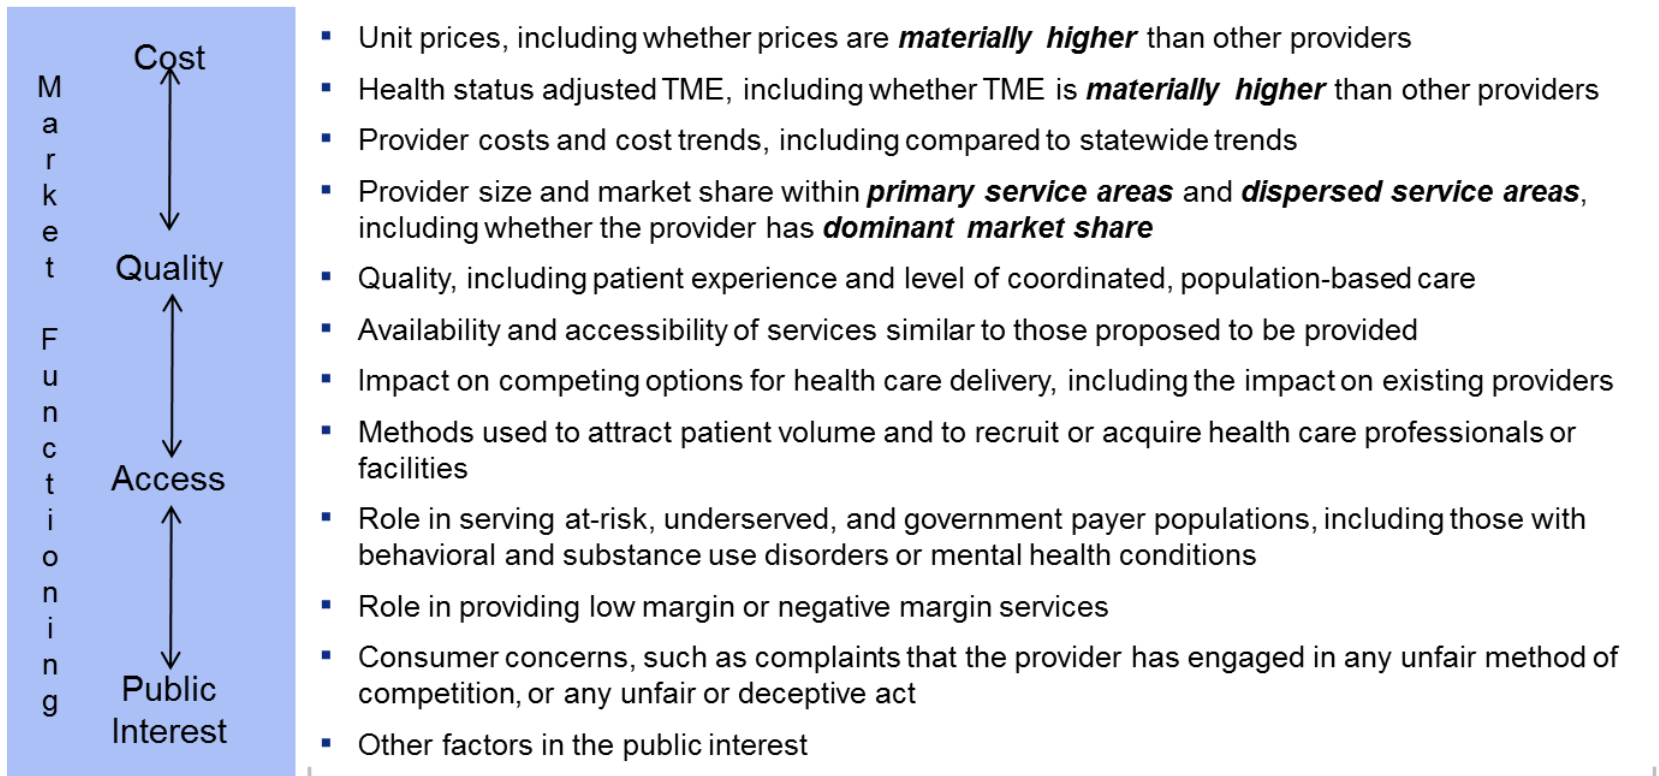 Market Functioning
Cost
Quality
Access
Public
Interest
▪ Unit prices, including whether prices are materially higher than other providers
▪ Health status adjusted TME, including whether TME is materially higher than other providers
▪ Provider costs and cost trends, including compared to statewide trends
▪ Provider size and market share within primary service areas and dispersed service areas,
including whether the provider has dominant market share
▪ Quality, including patient experience and level of coordinated, population-based care
▪ Availability and accessibility of services similar to those proposed to be provided
▪ Impact on competing options for health care delivery, including the impact on existing providers
▪ Methods used to attract patient volume and to recruit or acquire health care professionals or
facilities
▪ Role in serving at-risk, underserved, and government payer populations, including those with
behavioral and substance use disorders or mental health conditions
▪ Role in providing low margin or negative margin services
▪ Consumer concerns, such as complaints that the provider has engaged in any unfair method of
competition, or any unfair or deceptive act
▪ Other factors in the public interest